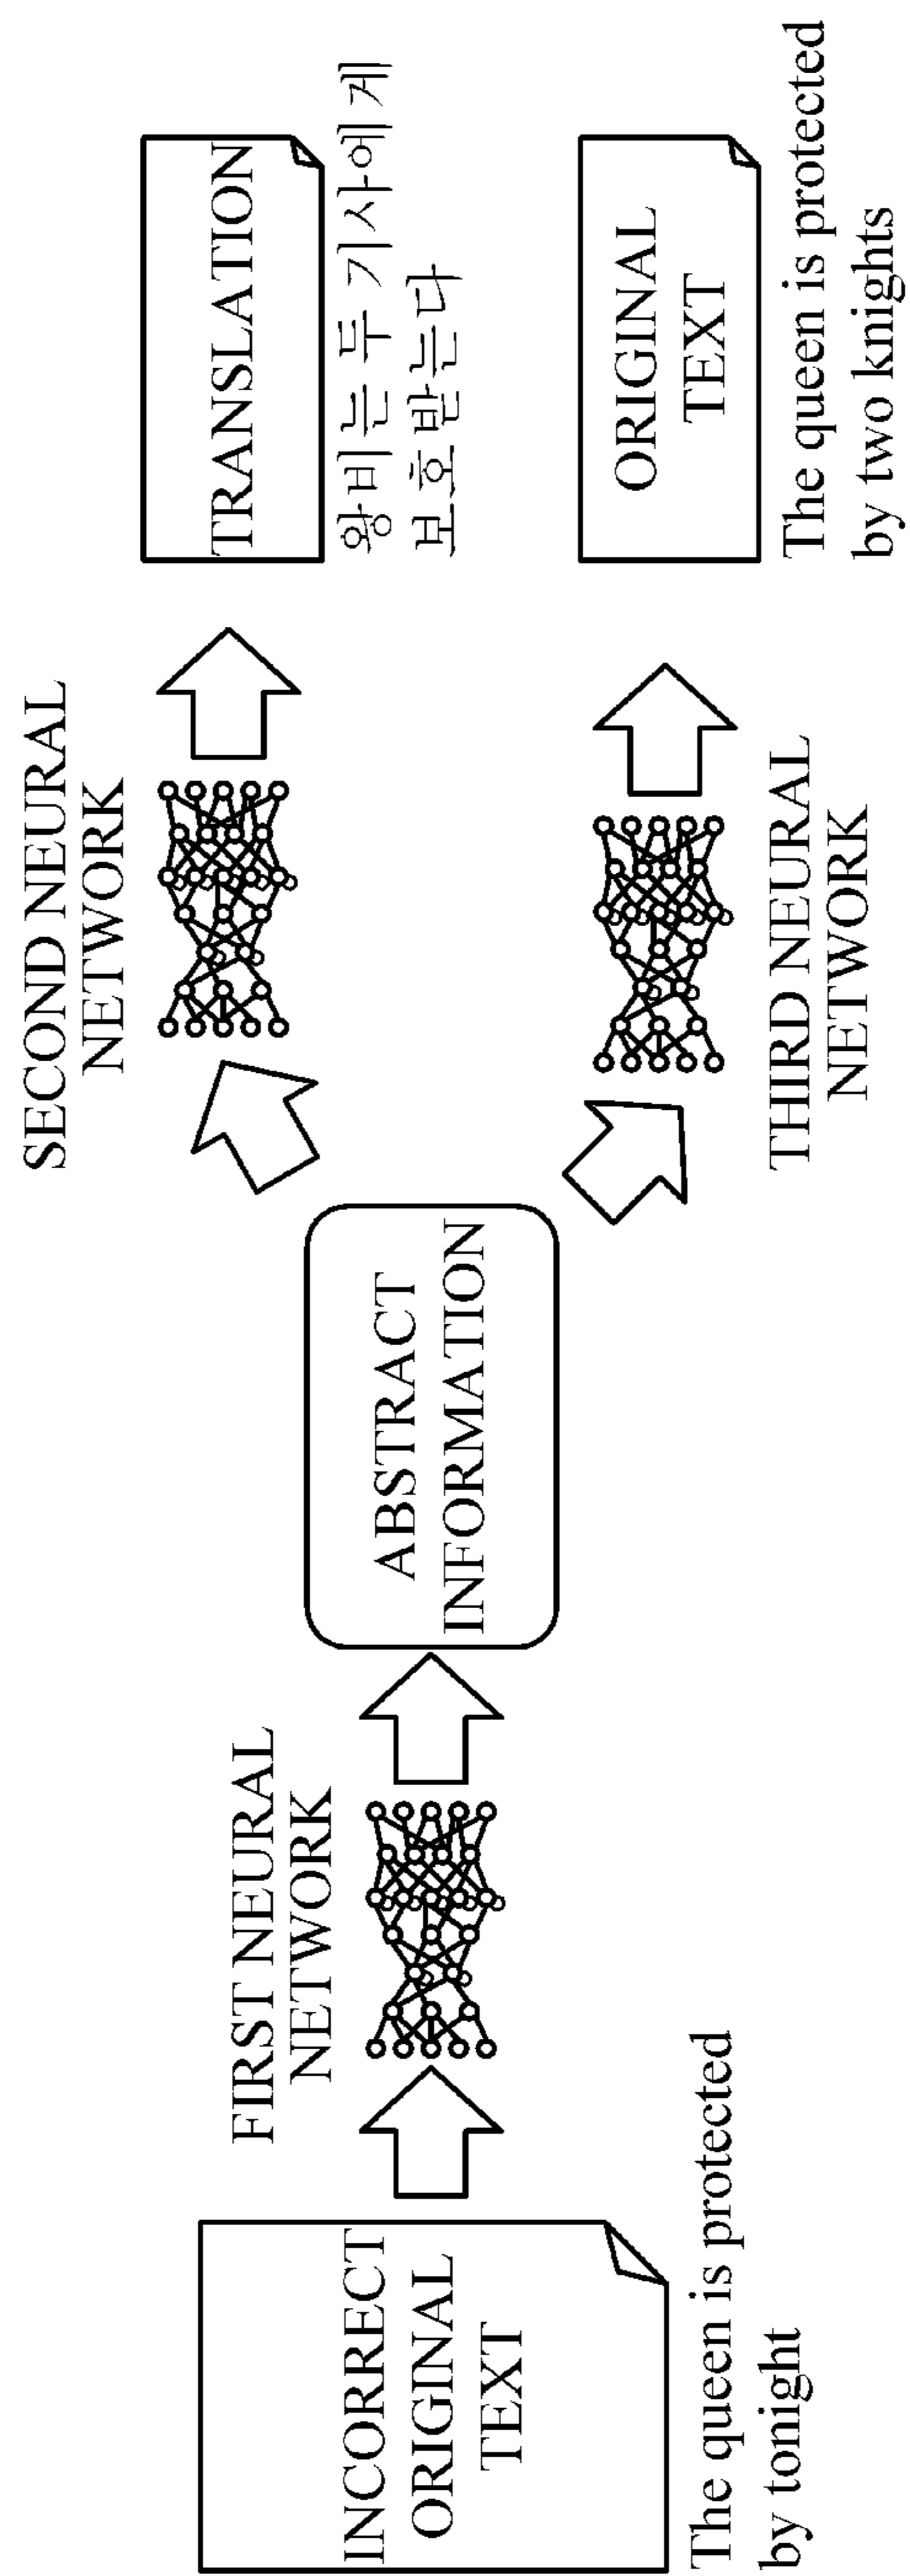 INCORRECT
ORIGINAL
TEXT
The queen is protected
by tonight
FIRST NEURAL
NETWORK
ABSTRACT
INFORMATION
SECOND NEURAL
NETWORK
TRANSLATION
왕비는 두 기사에게
보호 받는다
THIRD NEURAL
NETWORK
ORIGINAL
TEXT
The queen is protected
by two knights